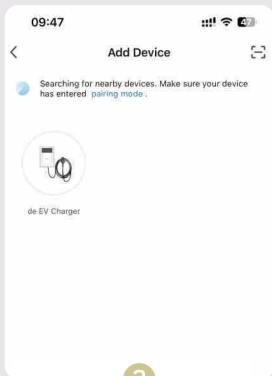 09:47
47
Add Device
Searching for nearby devices. Make sure your device
has entered pairing mode .
de EV Charger